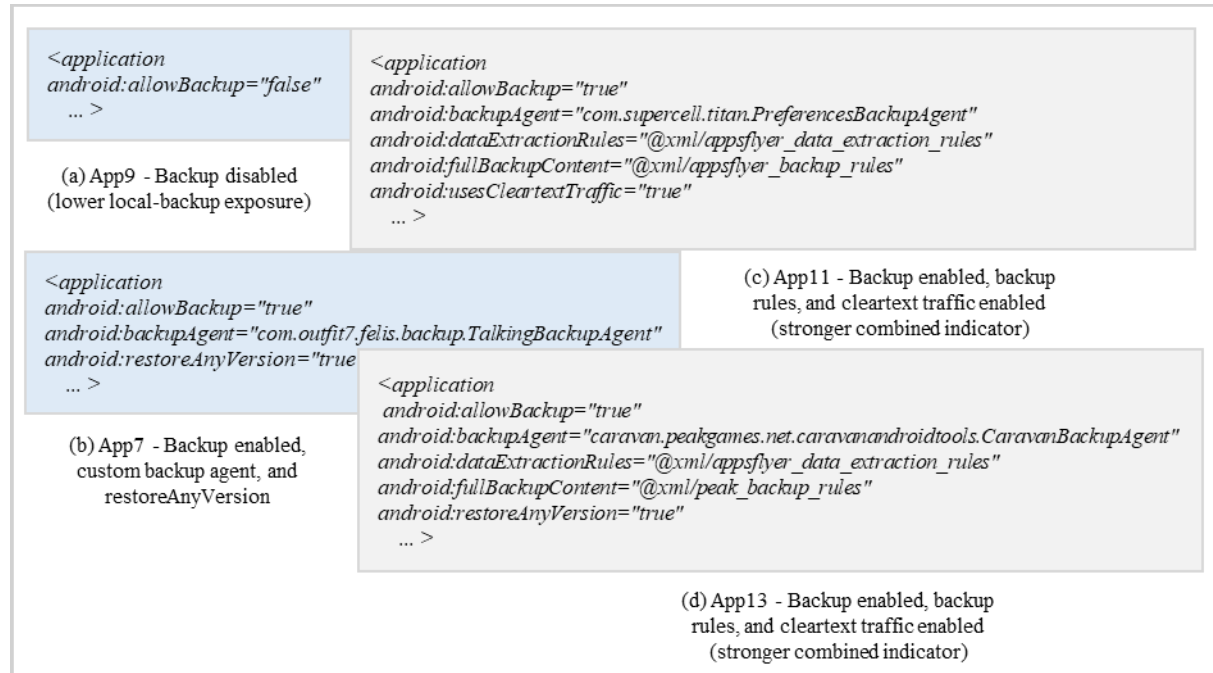 <application
android:allowBackup="false"
... >
(a) App9 - Backup disabled
(lower local-backup exposure)
<application
android:allowBackup="true"
android:backupAgent="com.supercell.titan.PreferencesBackupAgent"
android:dataExtractionRules="@xml/appsflyer_data_extraction_rules"
android:fullBackupContent="@xml/appsflyer_backup_rules"
android:usesCleartextTraffic="true"
... >
(c) App11 - Backup enabled, backup
rules, and cleartext traffic enabled
(stronger combined indicator)
<application
android:allowBackup="true"
android:backupAgent="com.outfit7.felis.backup.TalkingBackupAgent"
android:restoreAnyVersion="true
... >
(b) App7 - Backup enabled,
custom backup agent, and
restoreAnyVersion
<application
android:allowBackup="true"
android:backupAgent="caravan.peakgames.net.caravanandroidtools.CaravanBackupAgent"
android:dataExtractionRules="@xml/appsflyer_data_extraction_rules"
android:fullBackupContent="@xml/peak_backup_rules"
android:restoreAnyVersion="true"
... >
(d) App13 - Backup enabled, backup
rules, and cleartext traffic enabled
(stronger combined indicator)